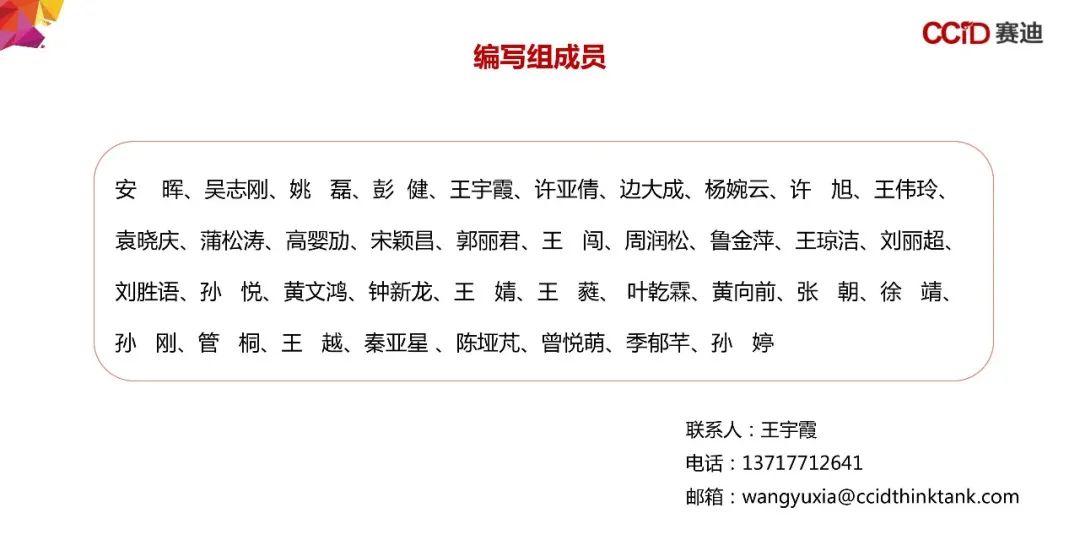 CCID 赛迪
编写组成员
安 晖、吴志刚、姚 磊、彭 健、王宇霞、许亚倩、边大成、杨婉云、许 旭、王伟玲、
袁晓庆、蒲松涛、高婴劢、宋颖昌、郭丽君、王 闯、周润松、鲁金萍、王琼洁、刘丽超、
刘胜语、孙 悦、黄文鸿、钟新龙、王 婧、王 蕤、 叶乾霖、黄向前、张 朝、徐 靖、
孙 刚、管 桐、王 越、秦亚星 、陈垭芃、曾悦萌、季郁芊、孙 婷
联系人：王宇霞
电话：13717712641
邮箱：wangyuxia@ccidthinktank.com